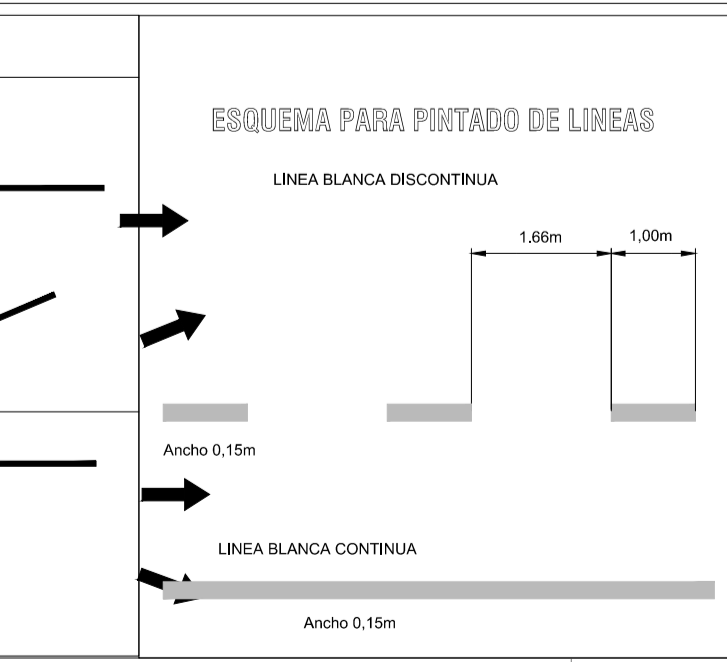 ESQUEMA PARA PINTADO DE LINEAS
LINEA BLANCA DISCONTINUA
1.66m
1,00m
Ancho 0,15m
LINEA BLANCA CONTINUA
Ancho 0,15m